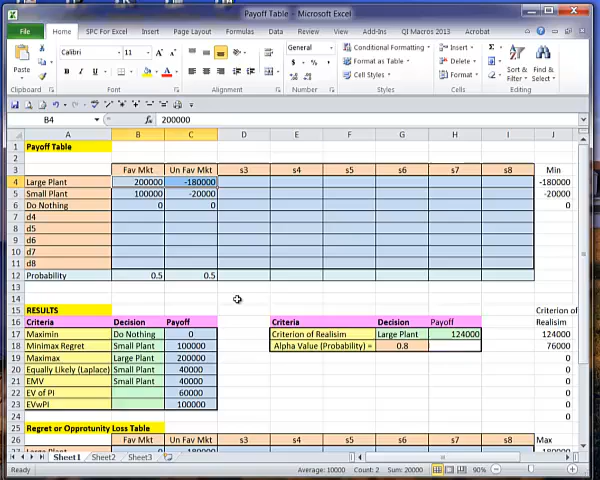 Payoff Table - Microsoft Excel
File Home SPC For Excel Insert Page Layout Formulas Data Review View Add-Ins QI Macros 2013 Acrobat
Calibri 11 General Conditional Formatting Insert
Paste B I U $ % , Format as Table Delete Sort & Filter Find & Select
Cell Styles Format
Clipboard Font Alignment Number Styles Cells Editing
B4 fx 200000
A B C D E F G H I J
1 Payoff Table
2
3 Fav Mkt Un Fav Mkt s3 s4 s5 s6 s7 s8 Min
4 Large Plant 200000 -180000 -180000
5 Small Plant 100000 -20000 -20000
6 Do Nothing 0 0 0
7 d4
8 d5
9 d6
10 d7
11 d8
12 Probability 0.5 0.5
13
14
15 RESULTS Criterion of
16 Criteria Decision Payoff Criteria Decision Payoff Realisim
17 Maximin Do Nothing 0 Criterion of Realisim Large Plant 124000 124000
18 Minimax Regret Small Plant 100000 Alpha Value (Probability) = 0.8 76000
19 Maximax Large Plant 200000 0
20 Equally Likely (Laplace) Small Plant 40000 0
21 EMV Small Plant 40000 0
22 EV of PI 60000 0
23 EVwPI 100000 0
24 0
25 Regret or Opprotunity Loss Table
26 Fav Mkt Un Fav Mkt s3 s4 s5 s6 s7 s8 Max
Sheet1 Sheet2 Sheet3
Ready Average: 10000 Count: 2 Sum: 20000 90%